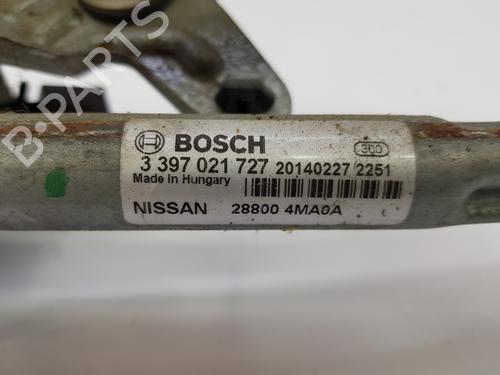 B-PARTS
BOSCH
3 397 021 727 20140227 2251
300
Made in Hungary
NISSAN 28800 4MA0A